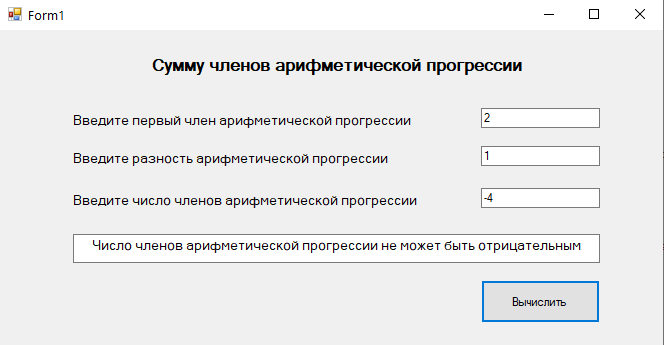 Form1
Сумму членов арифметической прогрессии
Введите первый член арифметической прогрессии 2
Введите разность арифметической прогрессии 1
Введите число членов арифметической прогрессии -4
Число членов арифметической прогрессии не может быть отрицательным
Вычислить